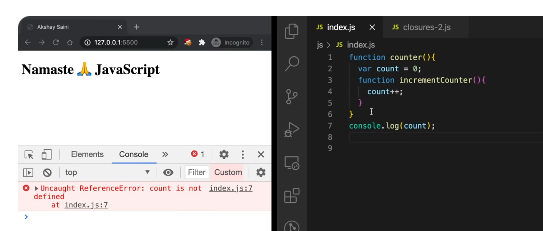 Akshay Saini
127.0.0.1:5500
Incognito
Namaste 🙏 JavaScript
Elements
Console
»
1
top
Filter
Custom
Uncaught ReferenceError: count is not index.js:7
defined
at index.js:7
index.js
closures-2.js
js > JS index.js
1 function counter(){
2 var count = 0;
3 function incrementCounter(){
4 count++;
5 }
6 }
7 console.log(count);
8
9